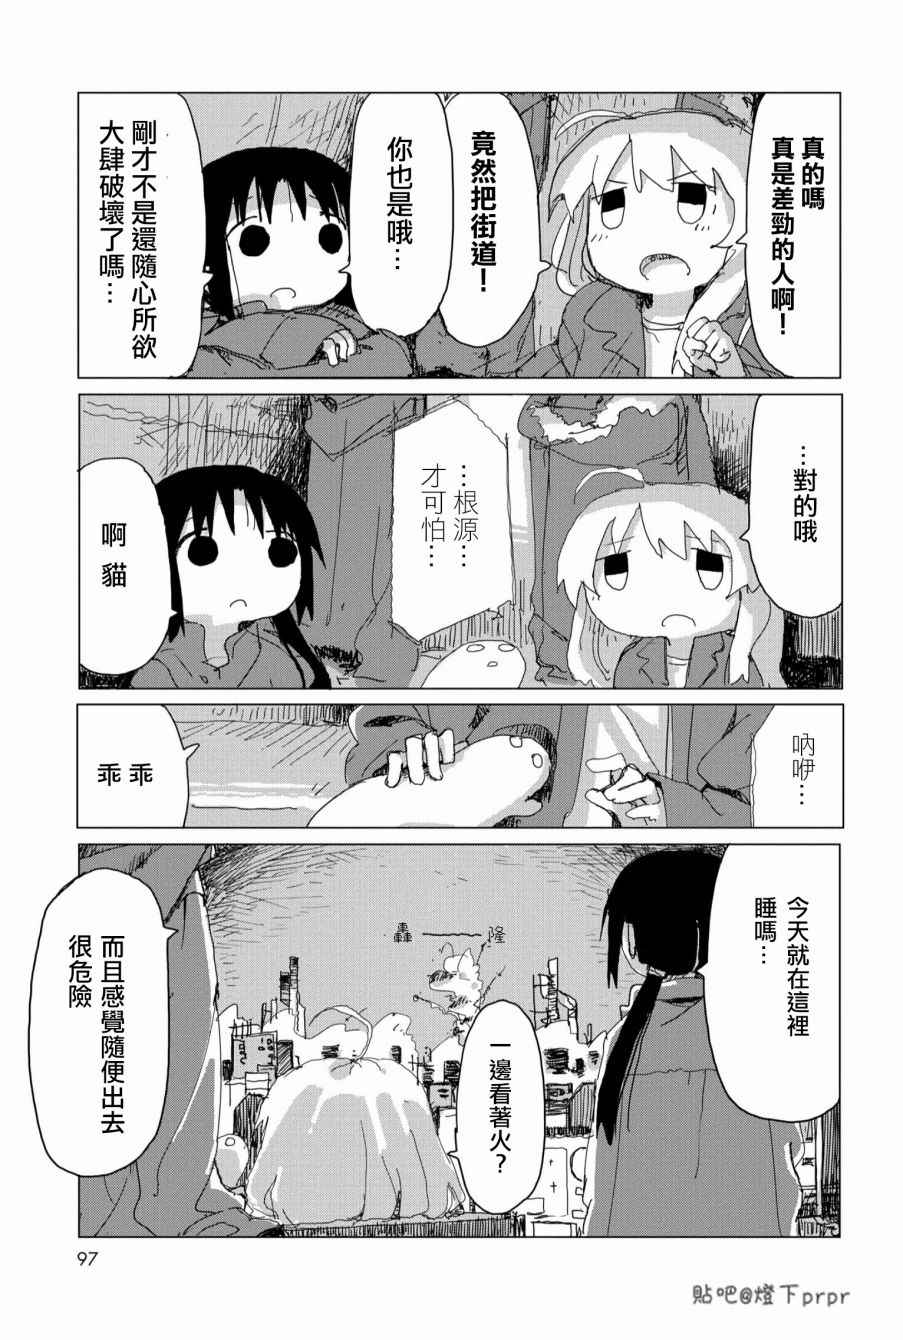 真的嗎
真是差勁的人啊！
竟然把街道！
你也是哦…
剛才不是還隨心所欲
大肆破壞了嗎…
…對的哦
…根源…
才可怕…
啊
貓
吶咿…
乖乖
今天就在這裡
睡嗎…
轟——隆
一邊看著火？
而且感覺隨便出去
很危險
97
貼吧@燈下prpr